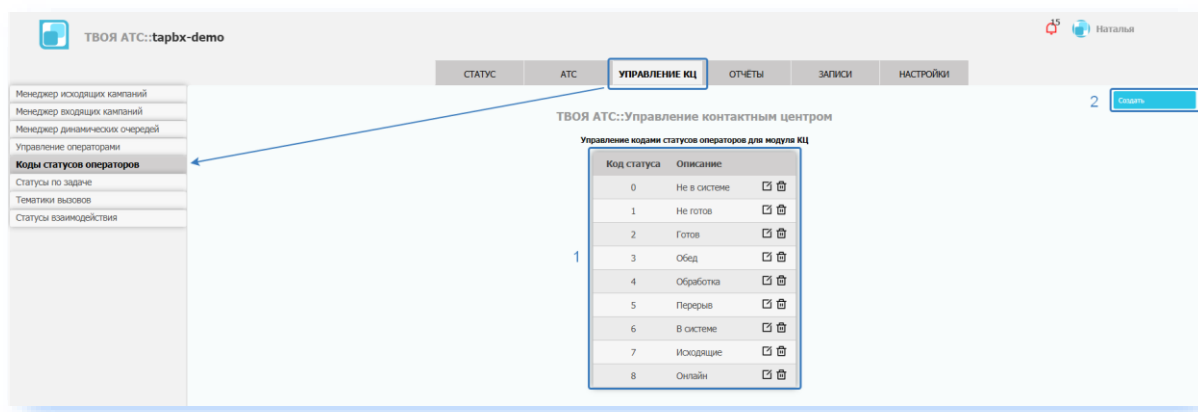 ТВОЯ АТС::tapbx-demo
15
Наталья
СТАТУС АТС УПРАВЛЕНИЕ КЦ ОТЧЁТЫ ЗАПИСИ НАСТРОЙКИ
Менеджер исходящих кампаний
Менеджер входящих кампаний
Менеджер динамических очередей
Управление операторами
Коды статусов операторов
Статусы по задаче
Тематики вызовов
Статусы взаимодействия
2 Создать
ТВОЯ АТС::Управление контактным центром
Управление кодами статусов операторов для модуля КЦ
1
Код статуса Описание
0 Не в системе
1 Не готов
2 Готов
3 Обед
4 Обработка
5 Перерыв
6 В системе
7 Исходящие
8 Онлайн